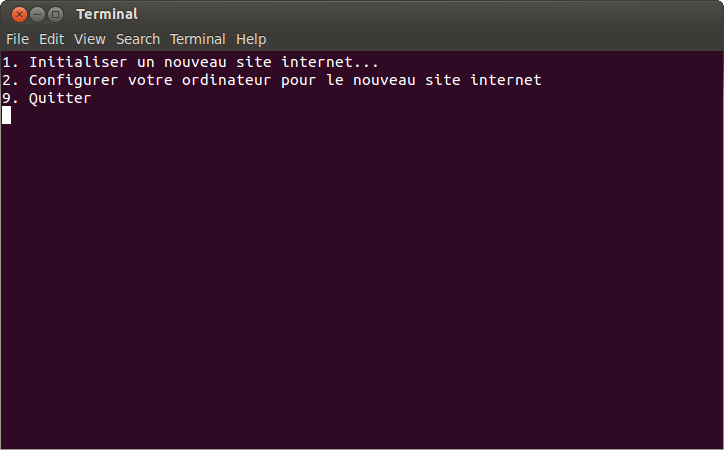 Terminal
File Edit View Search Terminal Help
1. Initialiser un nouveau site internet...
2. Configurer votre ordinateur pour le nouveau site internet
9. Quitter